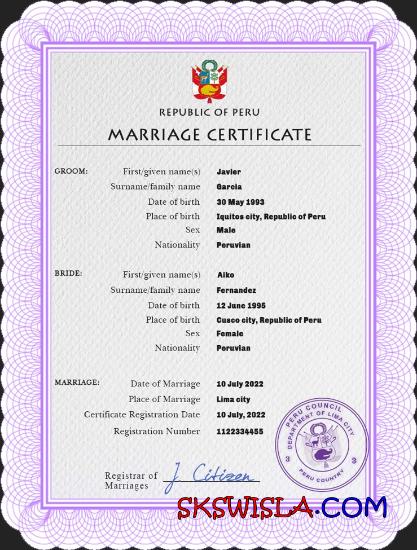 REPUBLIC OF PERU
MARRIAGE CERTIFICATE
GROOM: First/given name(s) Javier
Surname/family name Garcia
Date of birth 30 May 1993
Place of birth Iquitos city, Republic of Peru
Sex Male
Nationality Peruvian
BRIDE: First/given name(s) Aiko
Surname/family name Fernandez
Date of birth 12 June 1995
Place of birth Cusco city, Republic of Peru
Sex Female
Nationality Peruvian
MARRIAGE: Date of Marriage 10 July 2022
Place of Marriage Lima city
Certificate Registration Date 10 July, 2022
Registration Number 1122334455
PERU COUNCIL
DEPARTMENT OF LIMA CITY
3 3
PERU COUNTRY
Registrar of J Citizen
Marriages
SKSWISLA.COM